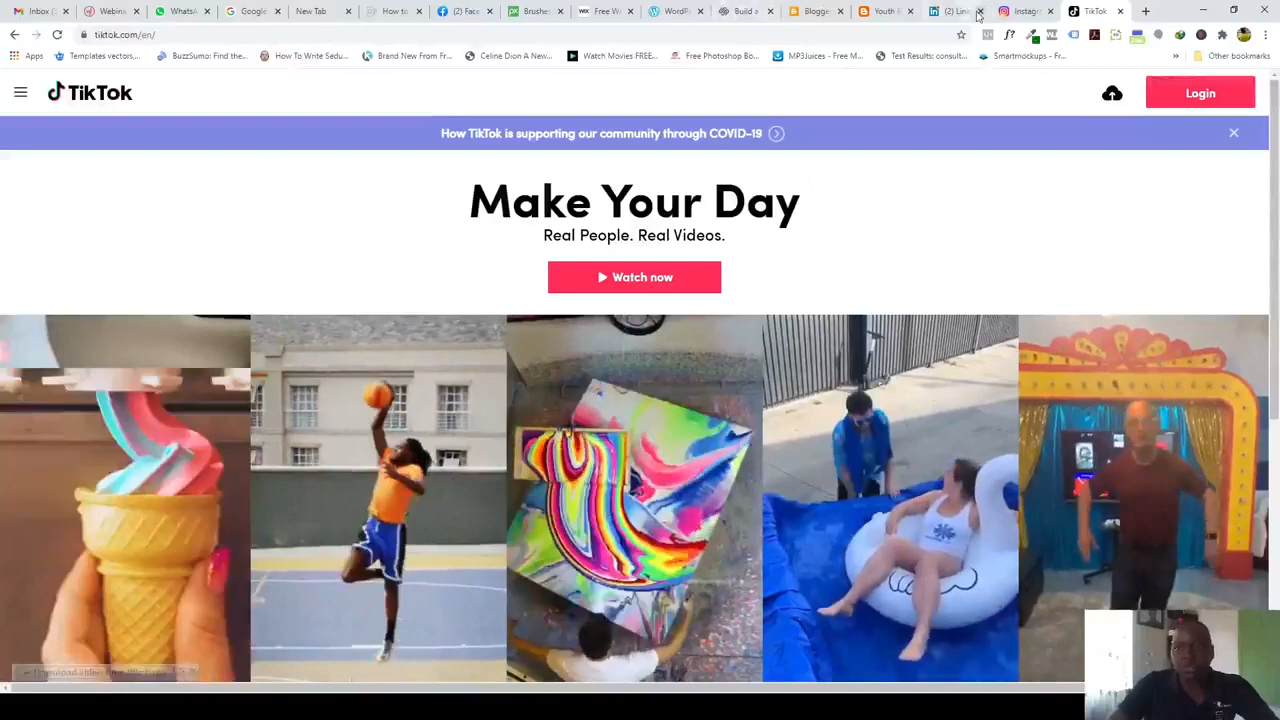 Inbox (
Webina
WhatsA
Google
New Tab
How to
(2) Face
Brushe
Free W
WordPr
Build a
Blogge
Youth R
(2) Link
Instagr
TikTok
tiktok.com/en/
Apps
Templates vectors,...
BuzzSumo: Find the...
How To Write Sedu...
Brand New From Fr...
Celine Dion A New...
Watch Movies FREE...
Free Photoshop Bo...
MP3Juices - Free M...
Test Results: consult...
Smartmockups - Fr...
»
Other bookmarks
TikTok
Login
How TikTok is supporting our community through COVID-19
Make Your Day
Real People. Real Videos.
Watch now